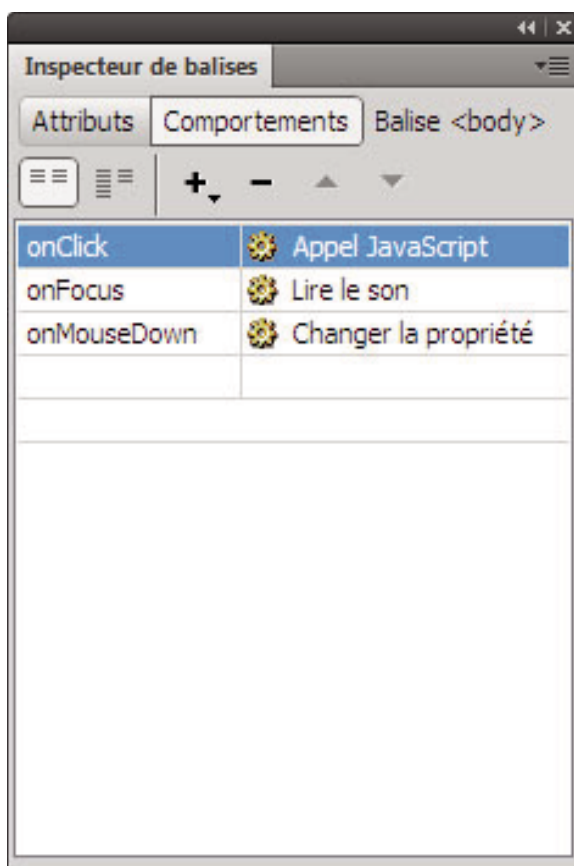 Inspecteur de balises
Attributs Comportements Balise <body>
onClick Appel JavaScript
onFocus Lire le son
onMouseDown Changer la propriété